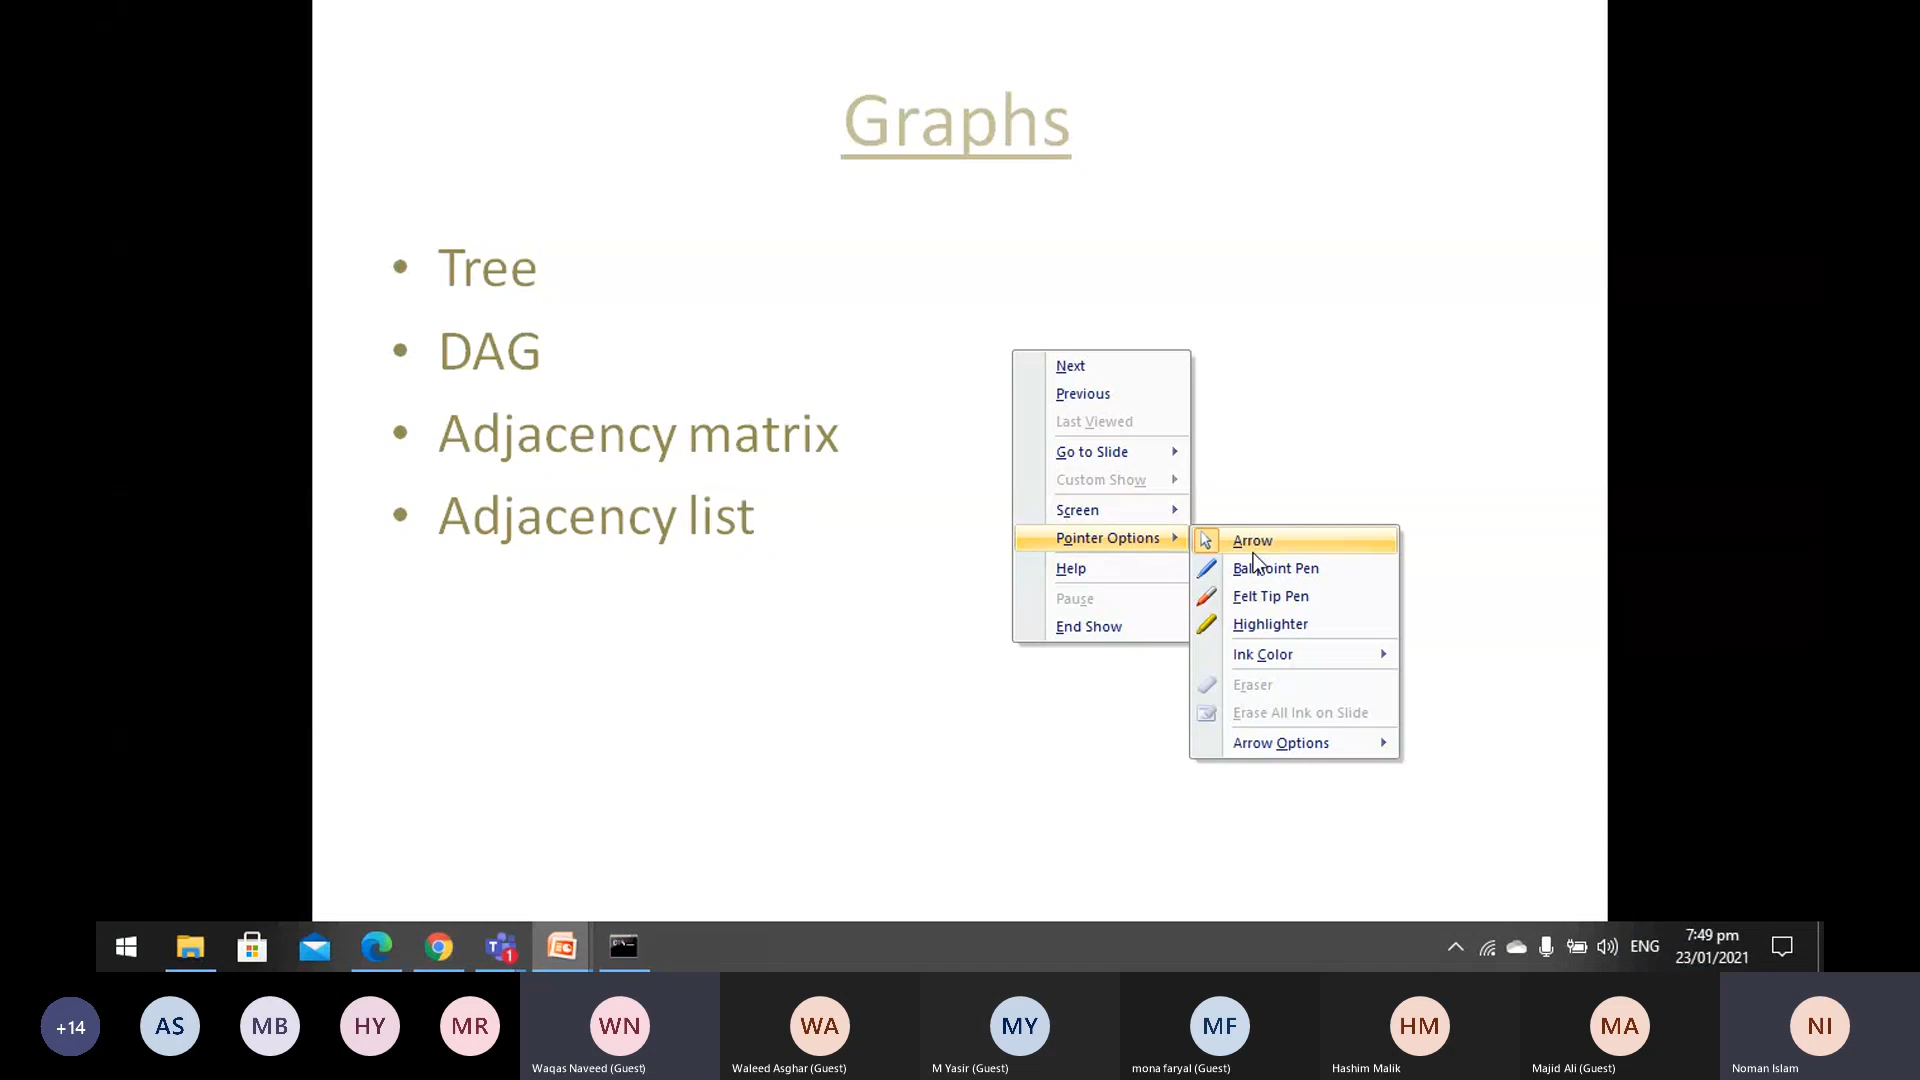 Graphs
• Tree
• DAG
• Adjacency matrix
• Adjacency list
Next
Previous
Last Viewed
Go to Slide
Custom Show
Screen
Pointer Options
Help
Pause
End Show
Arrow
Ballpoint Pen
Felt Tip Pen
Highlighter
Ink Color
Eraser
Erase All Ink on Slide
Arrow Options
1
ENG
7:49 pm
23/01/2021
+14
AS
MB
HY
MR
WN
WA
MY
MF
HM
MA
NI
Waqas Naveed (Guest)
Waleed Asghar (Guest)
M Yasir (Guest)
mona faryal (Guest)
Hashim Malik
Majid Ali (Guest)
Noman Islam